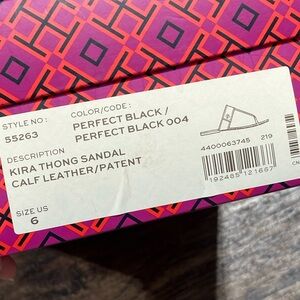 STYLE NO:
55263
COLOR/CODE:
PERFECT BLACK /
PERFECT BLACK 004
DESCRIPTION
KIRA THONG SANDAL
CALF LEATHER/PATENT
4400063745 219
192485121667
SIZE US
6